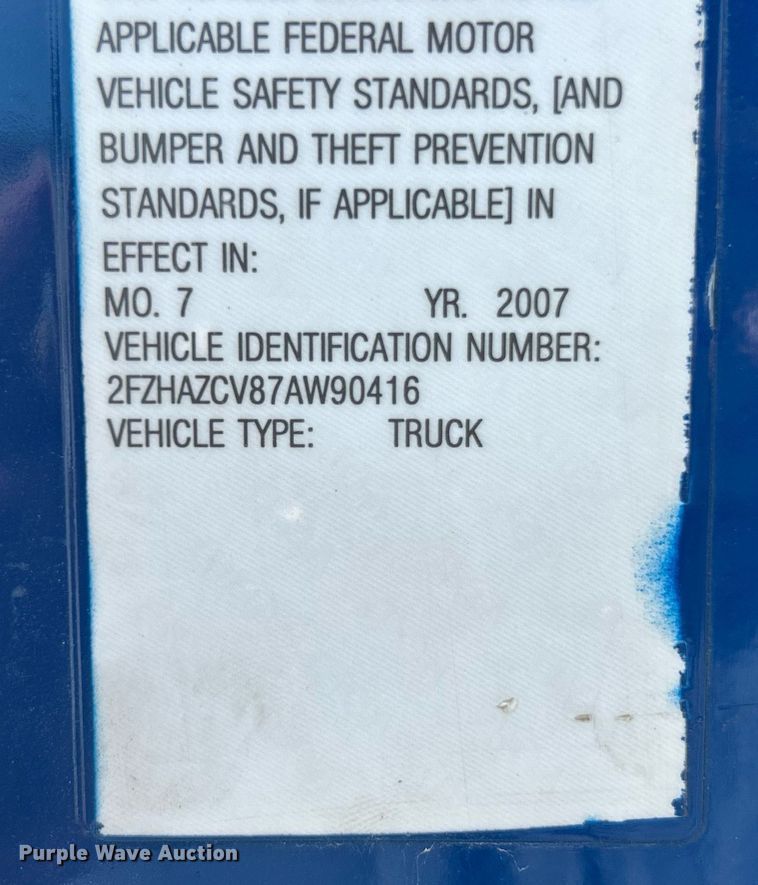 APPLICABLE FEDERAL MOTOR
VEHICLE SAFETY STANDARDS, [AND
BUMPER AND THEFT PREVENTION
STANDARDS, IF APPLICABLE] IN
EFFECT IN:
MO. 7 YR. 2007
VEHICLE IDENTIFICATION NUMBER:
2FZHAZCV87AW90416
VEHICLE TYPE: TRUCK
Purple Wave Auction